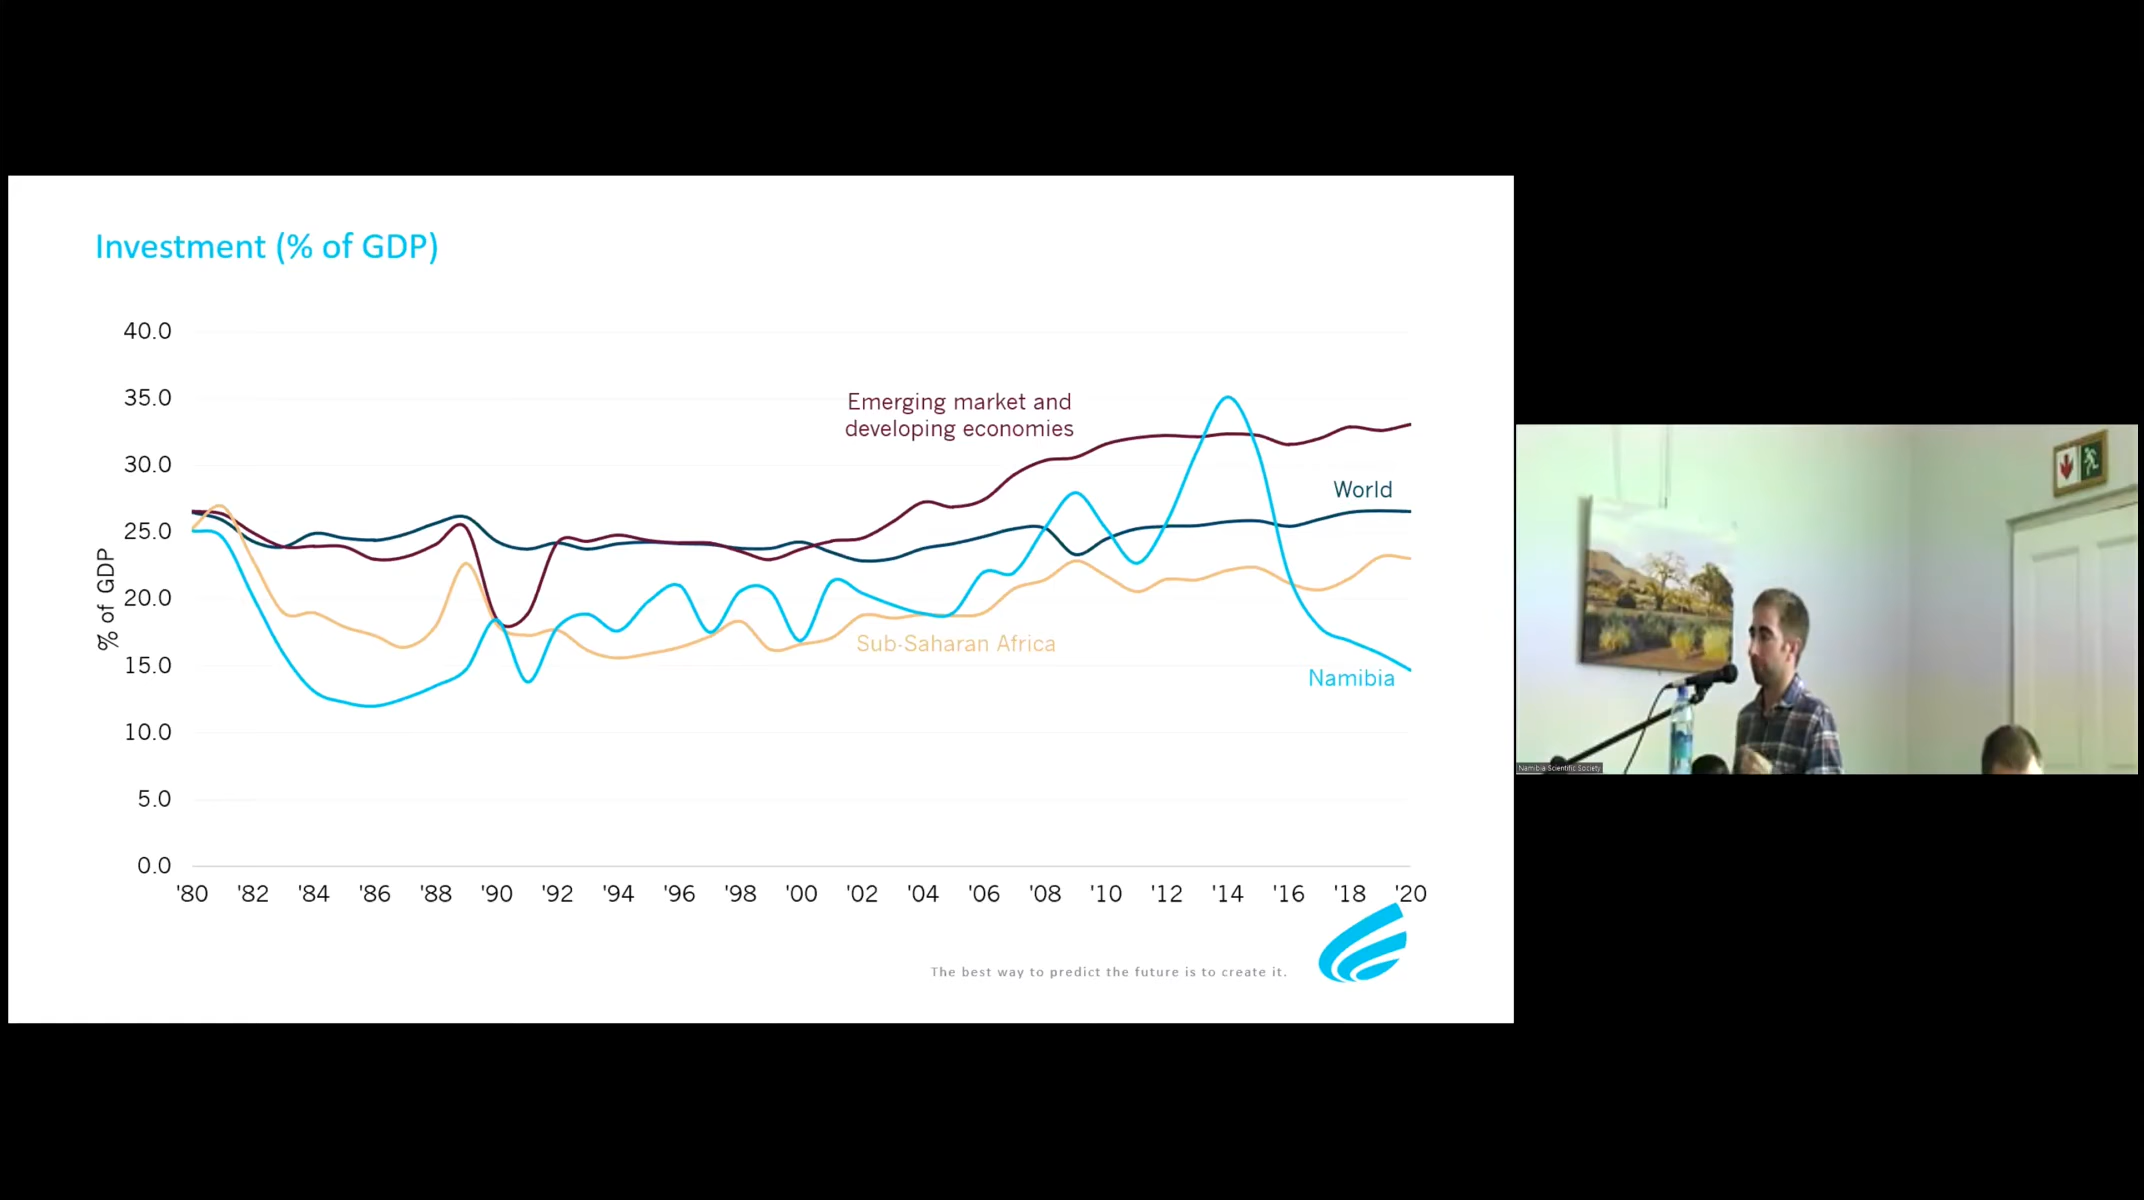 Investment (% of GDP)
% of GDP
40.0
35.0
30.0
25.0
20.0
15.0
10.0
5.0
0.0
Emerging market and
developing economies
World
Sub-Saharan Africa
Namibia
'80 '82 '84 '86 '88 '90 '92 '94 '96 '98 '00 '02 '04 '06 '08 '10 '12 '14 '16 '18 '20
The best way to predict the future is to create it.
Namibia Scientific Society